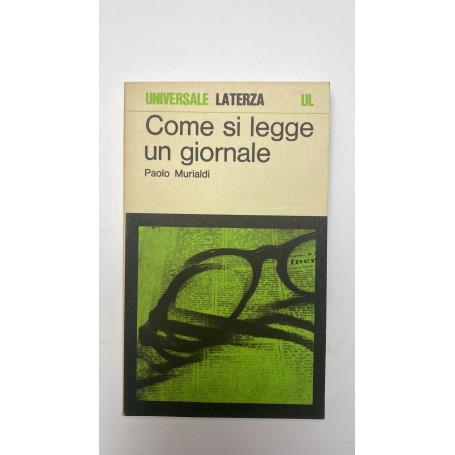 UNIVERSALE LATERZA UL
Come si legge
un giornale
Paolo Murialdi